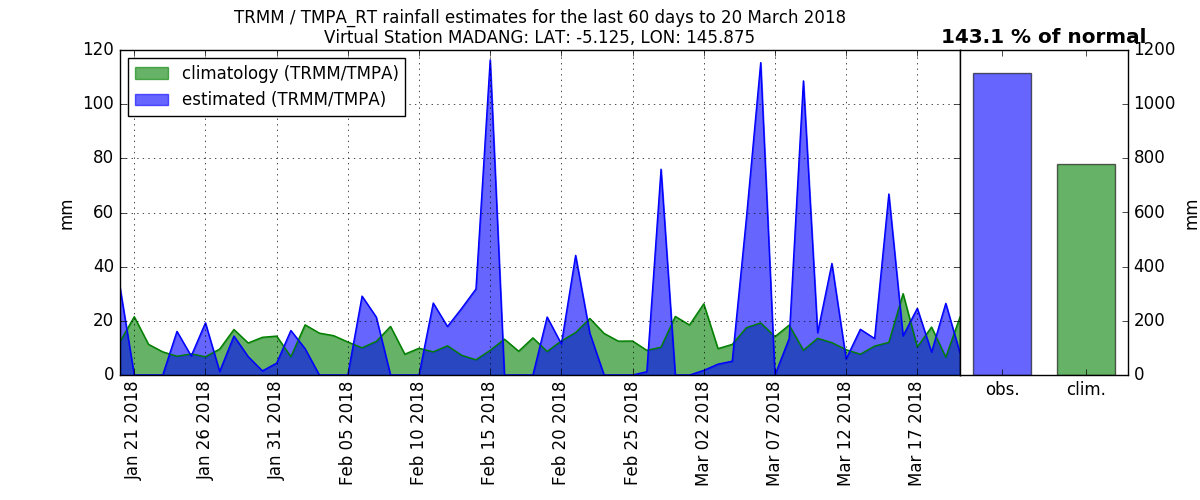 TRMM / TMPA_RT rainfall estimates for the last 60 days to 20 March 2018
Virtual Station MADANG: LAT: -5.125, LON: 145.875
143.1 % of normal
climatology (TRMM/TMPA)
estimated (TRMM/TMPA)
mm
120
100
80
60
40
20
0
Jan 21 2018
Jan 26 2018
Jan 31 2018
Feb 05 2018
Feb 10 2018
Feb 15 2018
Feb 20 2018
Feb 25 2018
Mar 02 2018
Mar 07 2018
Mar 12 2018
Mar 17 2018
1200
1000
800
600
400
200
0
mm
obs.
clim.